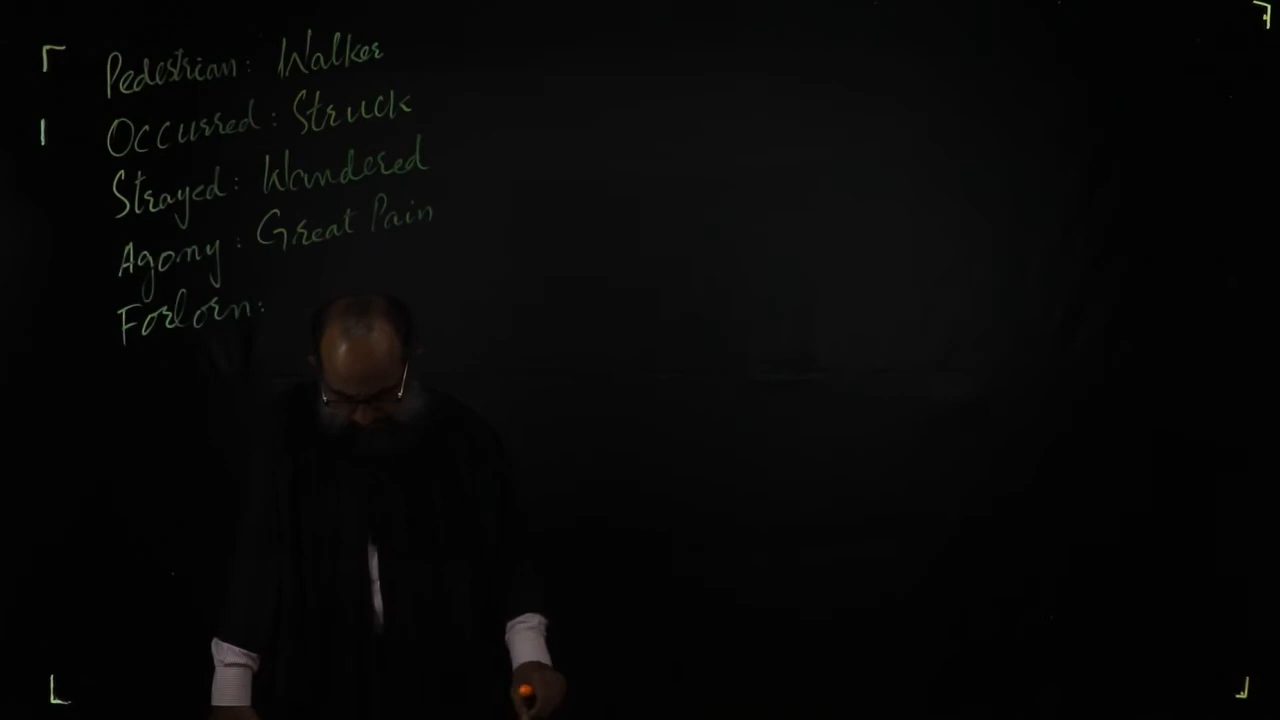 Pedestrian: Walker
Occurred: Struck
Strayed: Wandered
Agony: Great Pain
Forlorn: